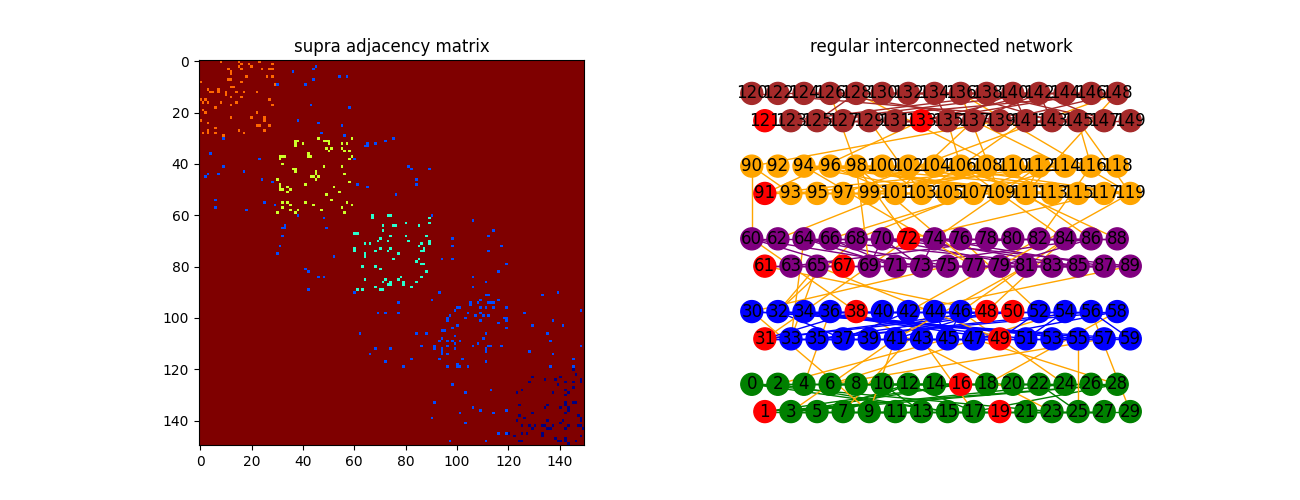 supra adjacency matrix
0
20
40
60
80
100
120
140
0 20 40 60 80 100 120 140
regular interconnected network
120 122 124 126 128 130 132 134 136 138 140 142 144 146 148
121 123 125 127 129 131 133 135 137 139 141 143 145 147 149
90 92 94 96 98 100 102 104 106 108 110 112 114 116 118
91 93 95 97 99 101 103 105 107 109 111 113 115 117 119
60 62 64 66 68 70 72 74 76 78 80 82 84 86 88
61 63 65 67 69 71 73 75 77 79 81 83 85 87 89
30 32 34 36 38 40 42 44 46 48 50 52 54 56 58
31 33 35 37 39 41 43 45 47 49 51 53 55 57 59
0 2 4 6 8 10 12 14 16 18 20 22 24 26 28
1 3 5 7 9 11 13 15 17 19 21 23 25 27 29